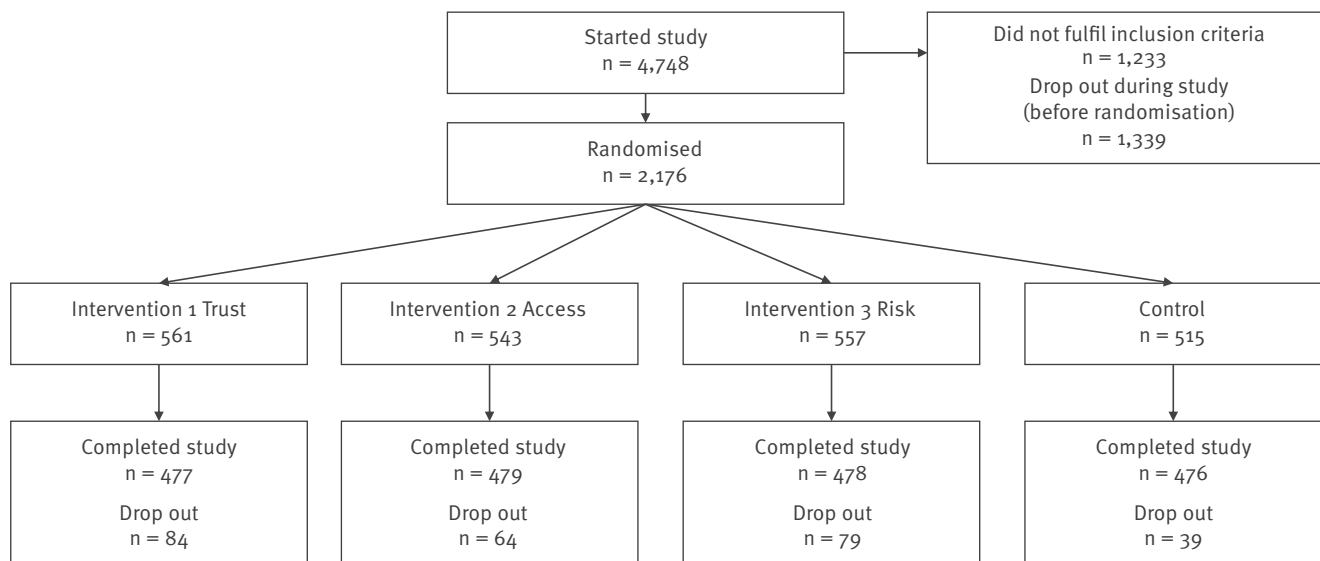 Started study
n = 4,748
Did not fulfil inclusion criteria
n = 1,233
Drop out during study
(before randomisation)
n = 1,339
Randomised
n = 2,176
Intervention 1 Trust
n = 561
Intervention 2 Access
n = 543
Intervention 3 Risk
n = 557
Control
n = 515
Completed study
n = 477
Drop out
n = 84
Completed study
n = 479
Drop out
n = 64
Completed study
n = 478
Drop out
n = 79
Completed study
n = 476
Drop out
n = 39